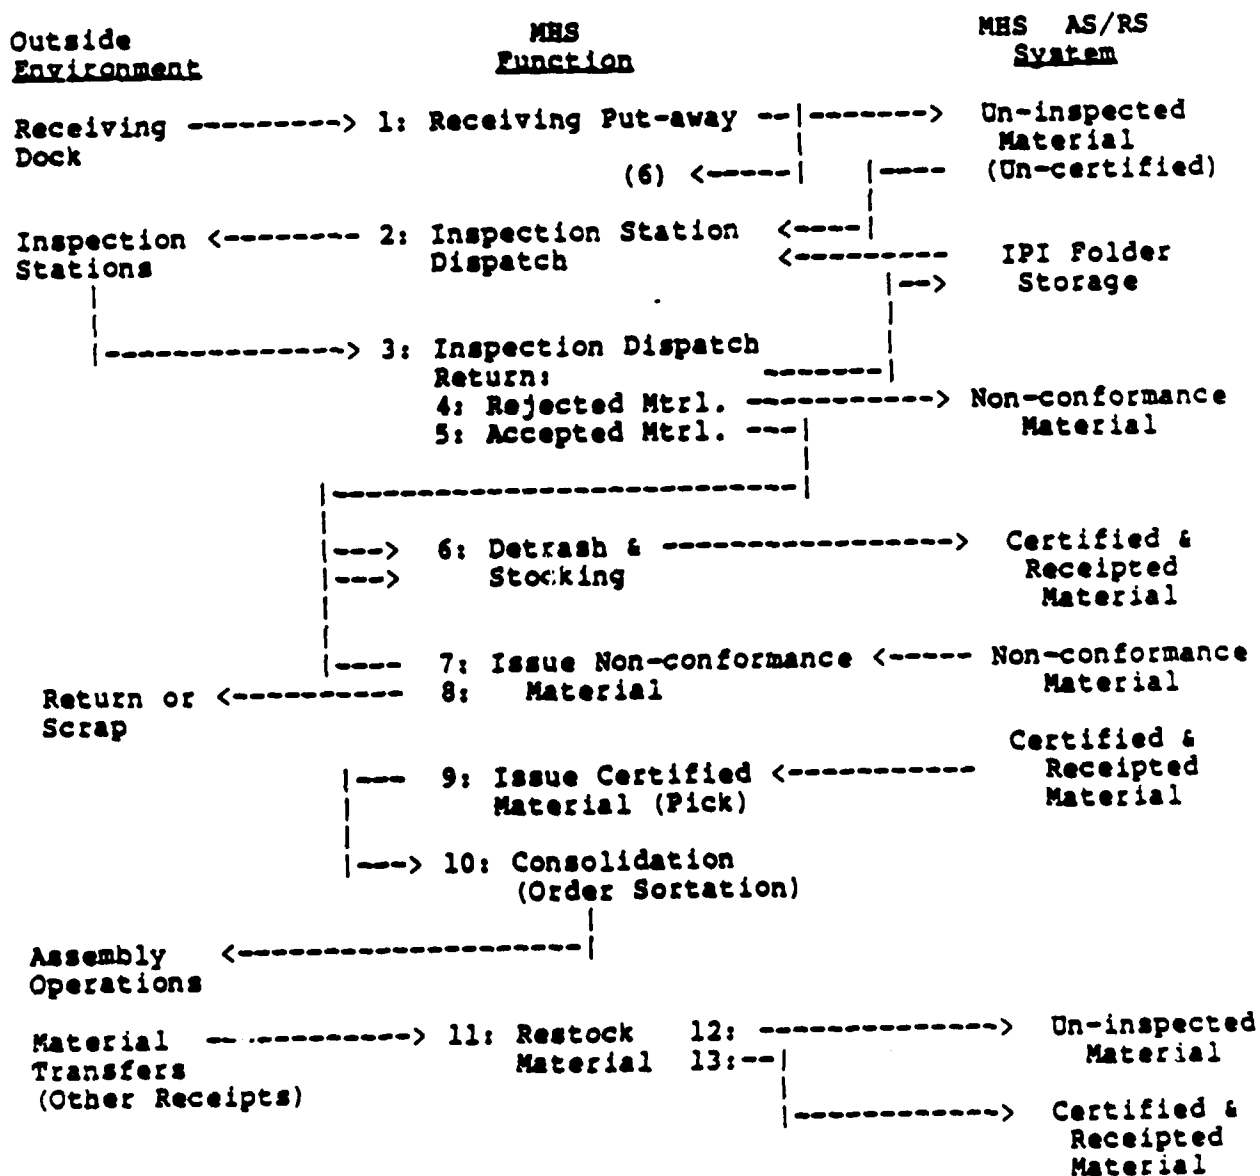 Outside MHS MHS AS/RS
Environment Function System
Receiving ---------> 1: Receiving Put-away --|-------> Un-inspected
Dock | Material
(6) <-----| |---- (Un-certified)
Inspection <-------- 2: Inspection Station <----|
Stations Dispatch <--------- IPI Folder
| |--> Storage
|--------------> 3: Inspection Dispatch |
Return: -------|
4: Rejected Mtrl. -----------> Non-conformance
5: Accepted Mtrl. ---| Material
|-----------------------------|
|---> 6: Detrash & ------------------> Certified &
|---> Stocking Receipted
| Material
|---- 7: Issue Non-conformance <----- Non-conformance
Return or <----------- 8: Material Material
Scrap
Certified &
|--- 9: Issue Certified <----------- Receipted
| Material (Pick) Material
|---> 10: Consolidation
(Order Sortation)
|
Assembly <---------------------|
Operations
Material ------------> 11: Restock 12: ---------------> Un-inspected
Transfers Material 13:--| Material
(Other Receipts) |
|------------> Certified &
Receipted
Material